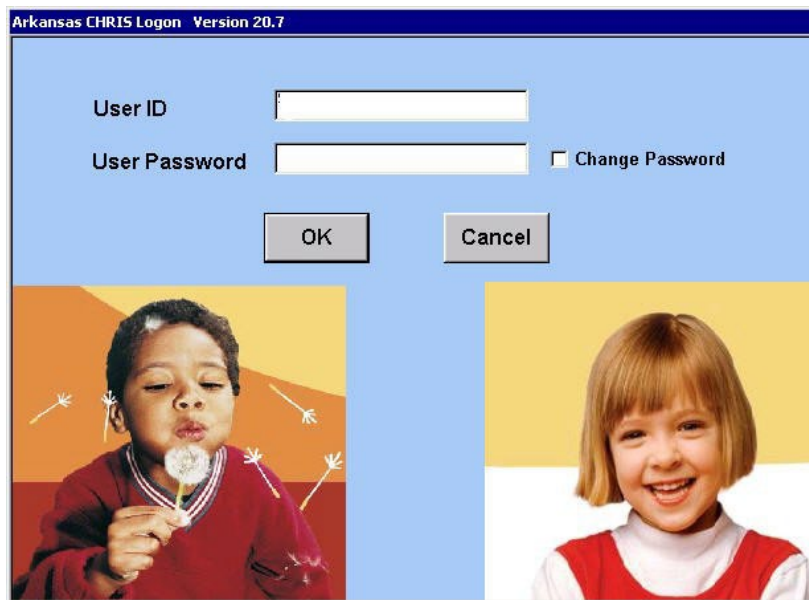 Arkansas CHRIS Logon Version 20.7
User ID
User Password
Change Password
OK
Cancel